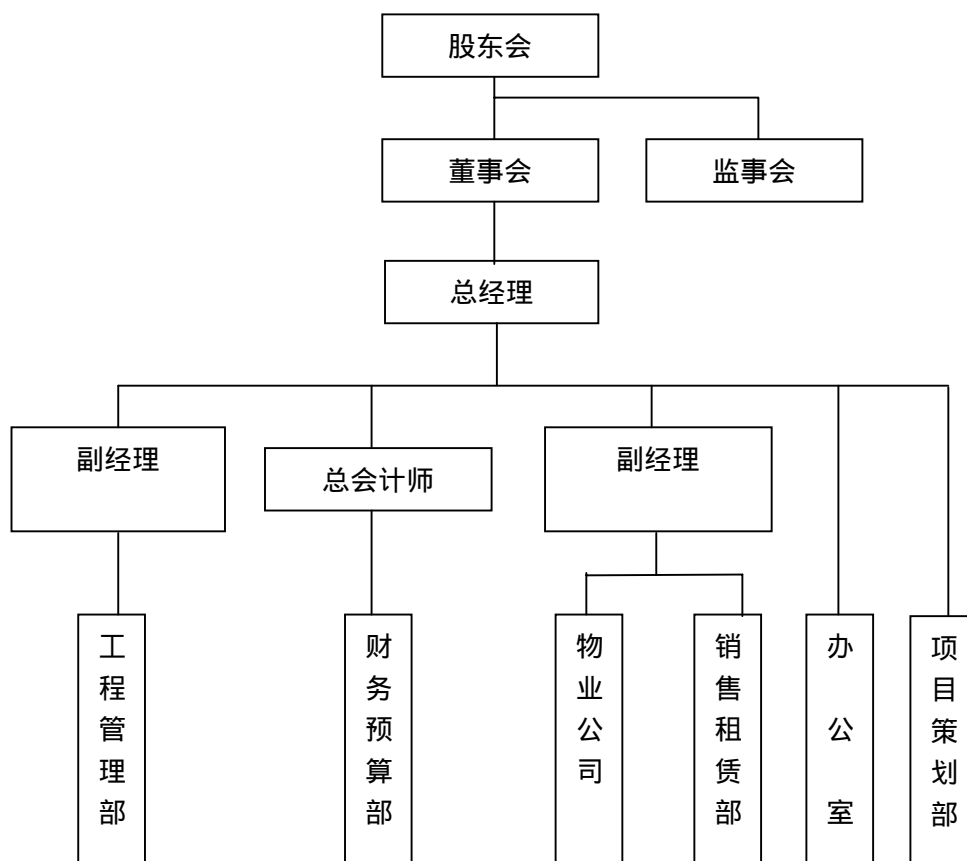 股东会
董事会
监事会
总经理
副经理
总会计师
副经理
工程管理部
财务预算部
物业公司
销售租赁部
办公室
项目策划部